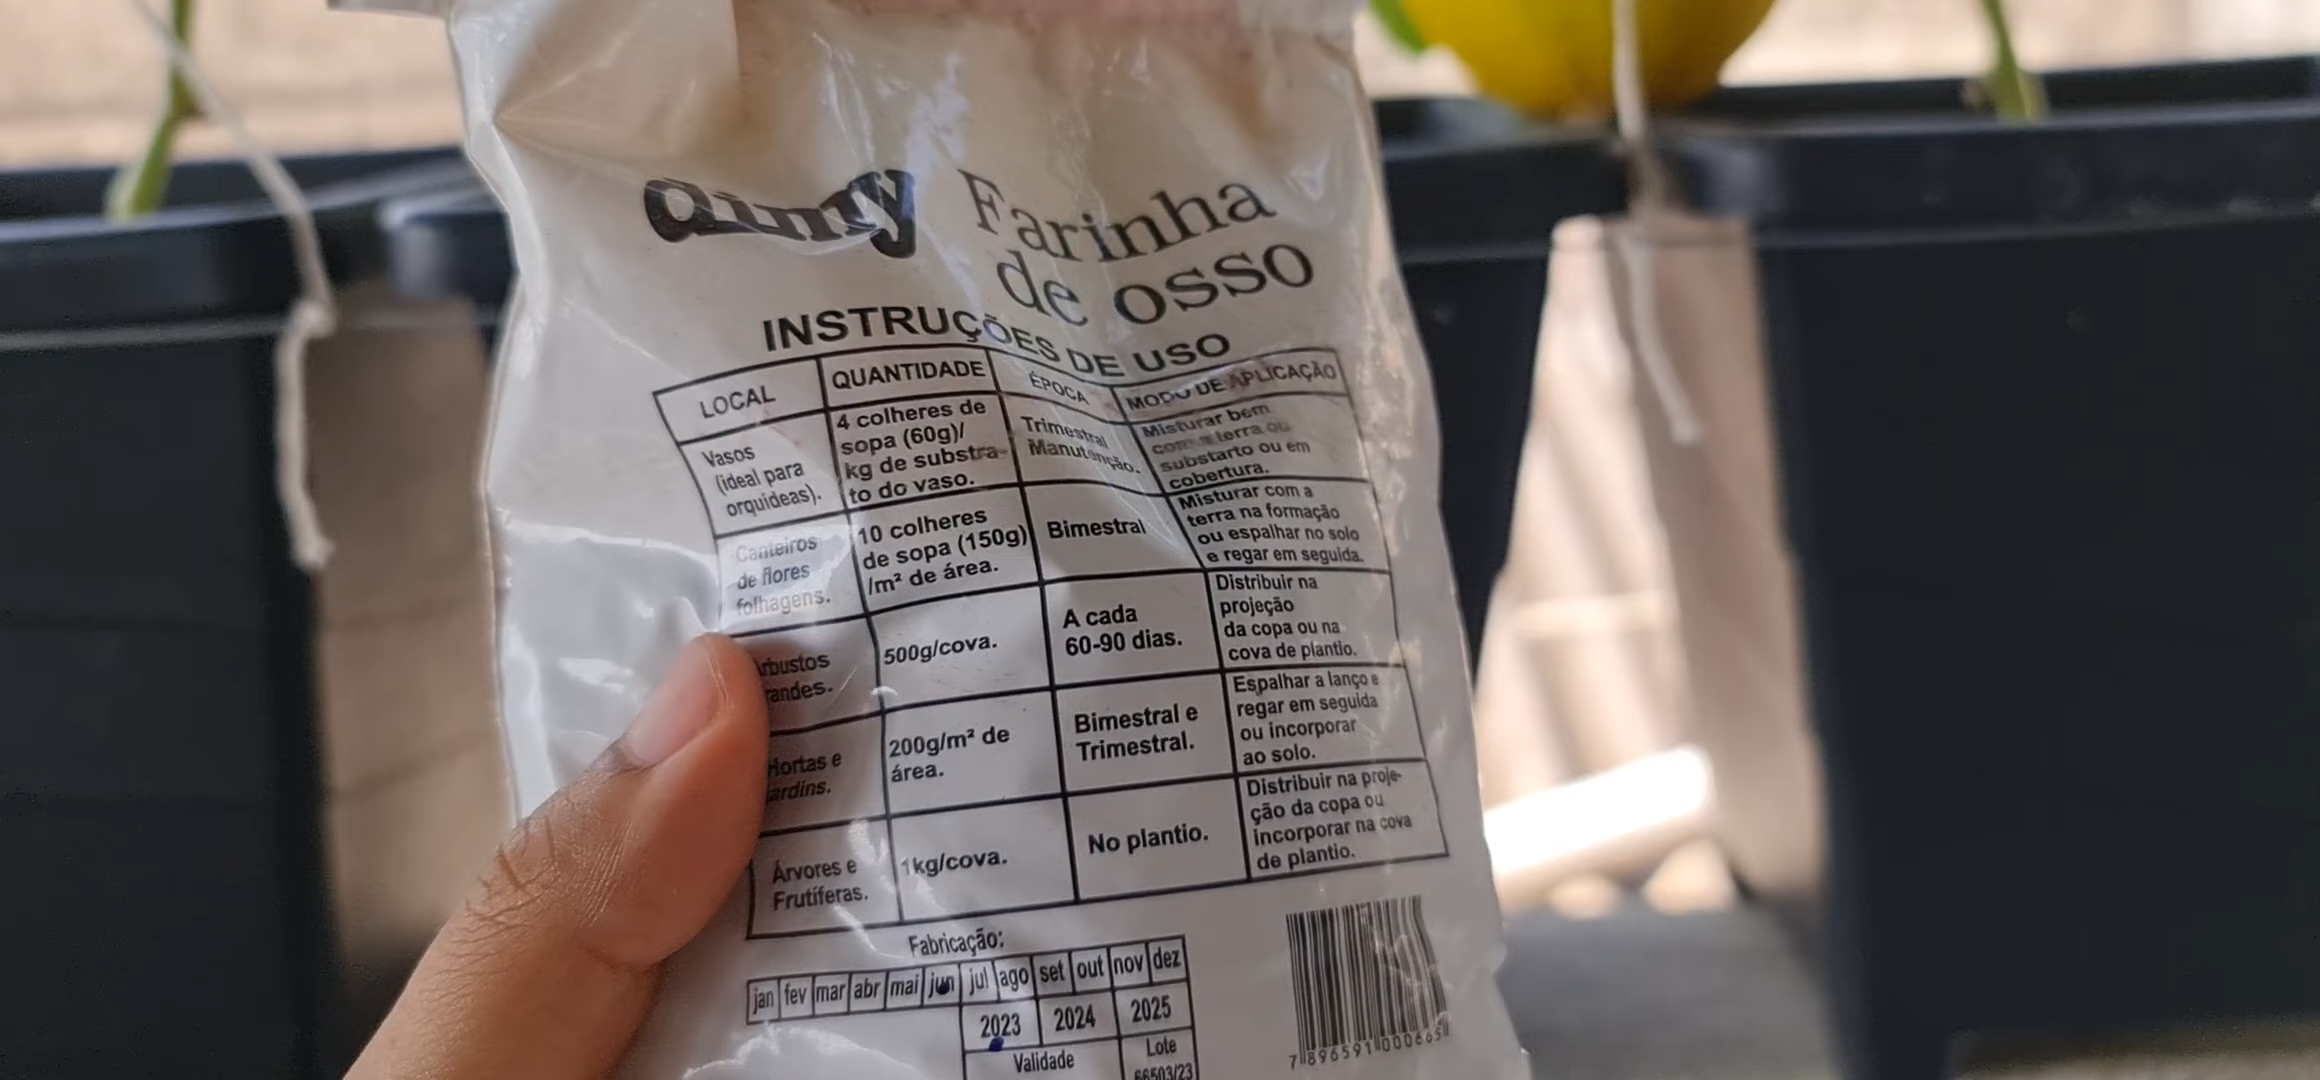 Dimy Farinha
de osso
INSTRUÇÕES DE USO
LOCAL QUANTIDADE ÉPOCA MODO DE APLICAÇÃO
Vasos
(ideal para
orquídeas).
4 colheres de
sopa (60g)/
kg de substra-
to do vaso.
Trimestral
Manutenção.
Misturar bem
com a terra ou
substarto ou em
cobertura.
Canteiros
de flores
folhagens.
10 colheres
de sopa (150g)
/m² de área.
Bimestral
Misturar com a
terra na formação
ou espalhar no solo
e regar em seguida.
rbustos
randes.
500g/cova.
A cada
60-90 dias.
Distribuir na
projeção
da copa ou na
cova de plantio.
Hortas e
ardins.
200g/m² de
área.
Bimestral e
Trimestral.
Espalhar a lanço e
regar em seguida
ou incorporar
ao solo.
Árvores e
Frutíferas.
1kg/cova.
No plantio.
Distribuir na proje-
ção da copa ou
incorporar na cova
de plantio.
Fabricação:
jan fev mar abr mai jun jul ago set out nov dez
2023 2024 2025
Validade Lote
66503/23